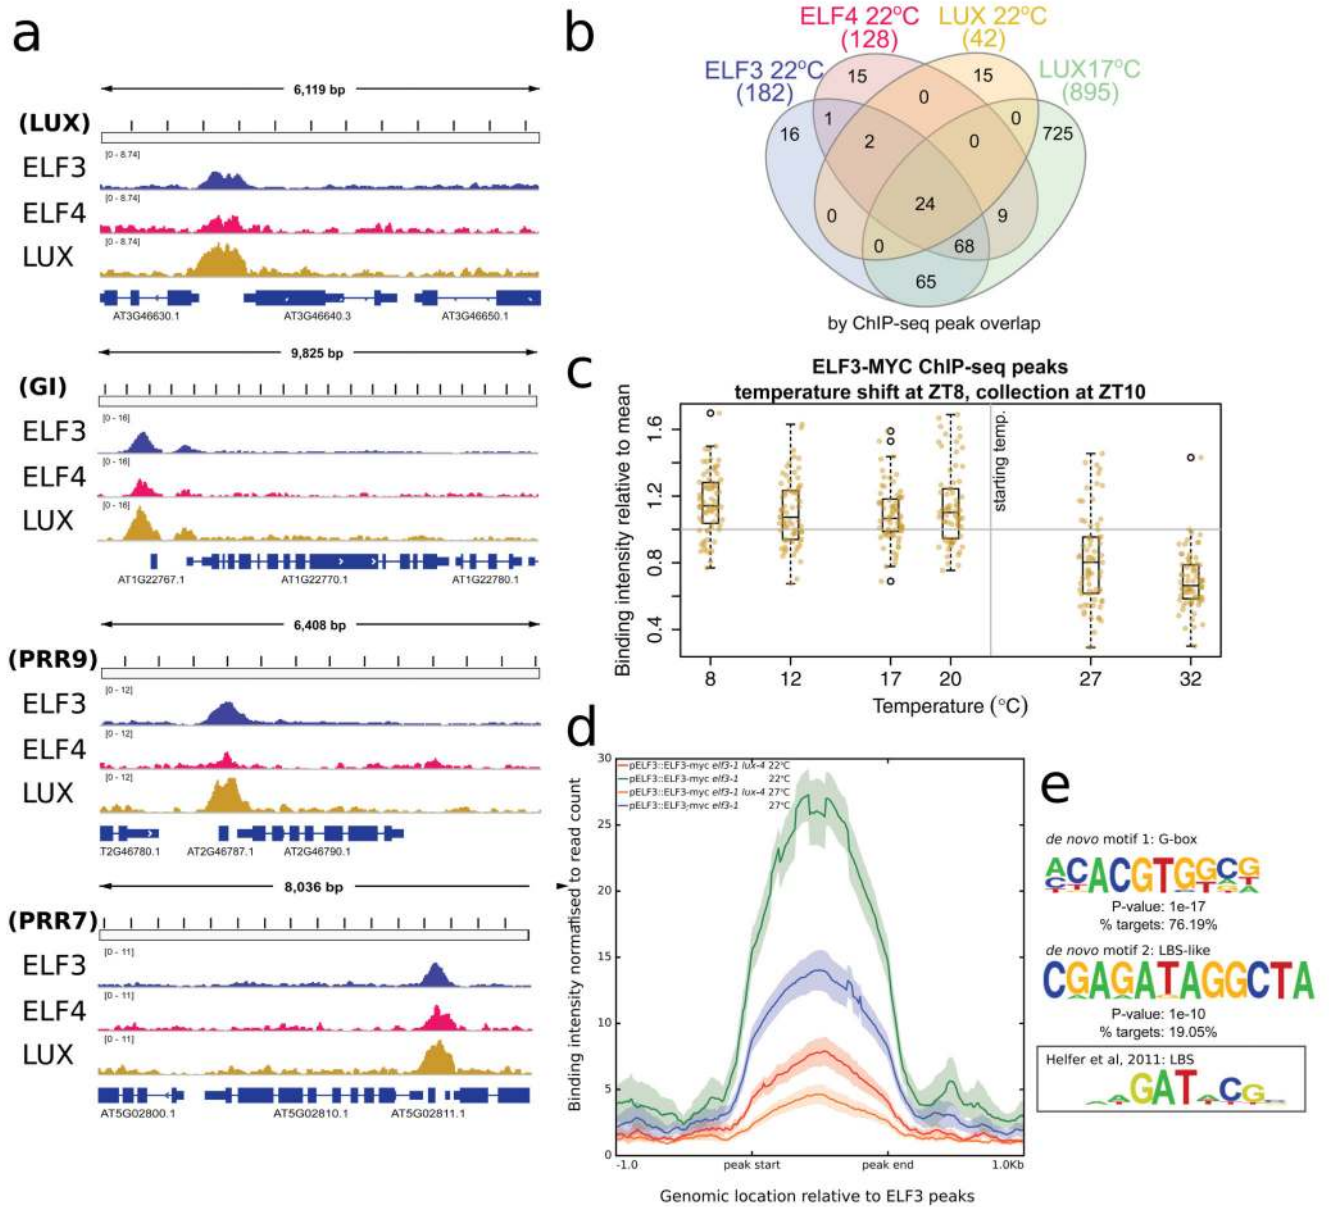 a
6,119 bp
(LUX)
[0 - 8.74]
ELF3
[0 - 8.74]
ELF4
[0 - 8.74]
LUX
AT3G46630.1 AT3G46640.3 AT3G46650.1
9,825 bp
(GI)
[0 - 16]
ELF3
[0 - 16]
ELF4
[0 - 16]
LUX
AT1G22767.1 AT1G22770.1 AT1G22780.1
6,408 bp
(PRR9)
[0 - 12]
ELF3
[0 - 12]
ELF4
[0 - 12]
LUX
T2G46780.1 AT2G46787.1 AT2G46790.1
8,036 bp
(PRR7)
[0 - 11]
ELF3
[0 - 11]
ELF4
[0 - 11]
LUX
AT5G02800.1 AT5G02810.1 AT5G02811.1
b
ELF4 22°C LUX 22°C
(128) (42)
ELF3 22°C LUX17°C
(182) (895)
15 15
0
16 1 0 725
2 0
24
0 9
0 68
65
by ChIP-seq peak overlap
c
ELF3-MYC ChIP-seq peaks
temperature shift at ZT8, collection at ZT10
Binding intensity relative to mean
1.6
1.2
0.8
0.4
starting temp.
8 12 17 20 27 32
Temperature (°C)
d
Binding intensity normalised to read count
30
25
20
15
10
5
0
pELF3::ELF3-myc elf3-1 lux-4 22°C
pELF3::ELF3-myc elf3-1 22°C
pELF3::ELF3-myc elf3-1 lux-4 27°C
pELF3::ELF3-myc elf3-1 27°C
-1.0 peak start peak end 1.0Kb
Genomic location relative to ELF3 peaks
e
de novo motif 1: G-box
ACACGTGGCG
P-value: 1e-17
% targets: 76.19%
de novo motif 2: LBS-like
CGAGATAGGCTA
P-value: 1e-10
% targets: 19.05%
Helfer et al, 2011: LBS
GAT CG